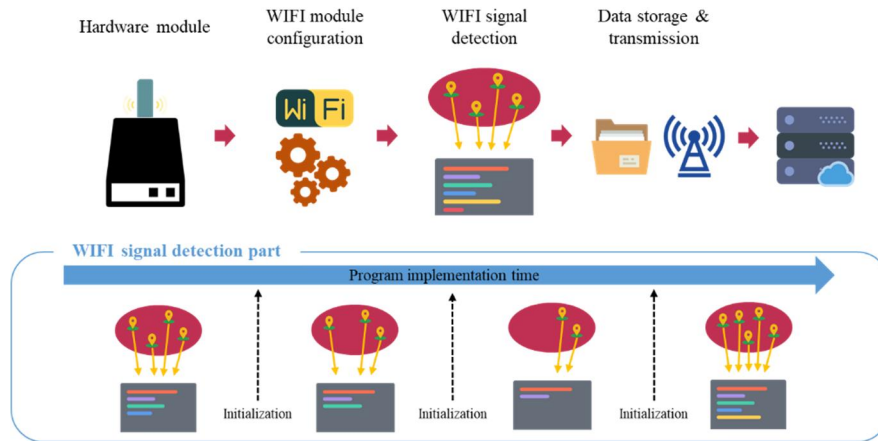 Hardware module
WIFI module
configuration
WIFI signal
detection
Data storage &
transmission
Wi Fi
WIFI signal detection part
Program implementation time
Initialization
Initialization
Initialization